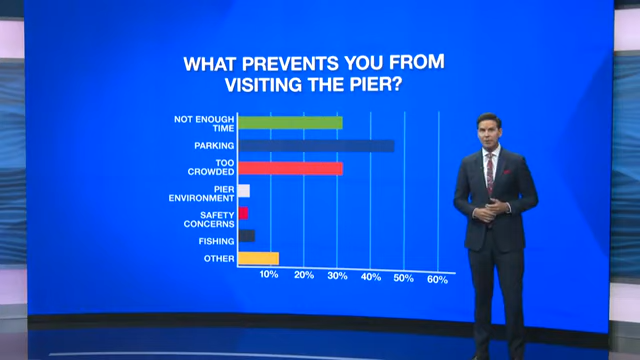 WHAT PREVENTS YOU FROM
VISITING THE PIER?
NOT ENOUGH
TIME
PARKING
TOO
CROWDED
PIER
ENVIRONMENT
SAFETY
CONCERNS
FISHING
OTHER
10% 20% 30% 40% 50% 60%